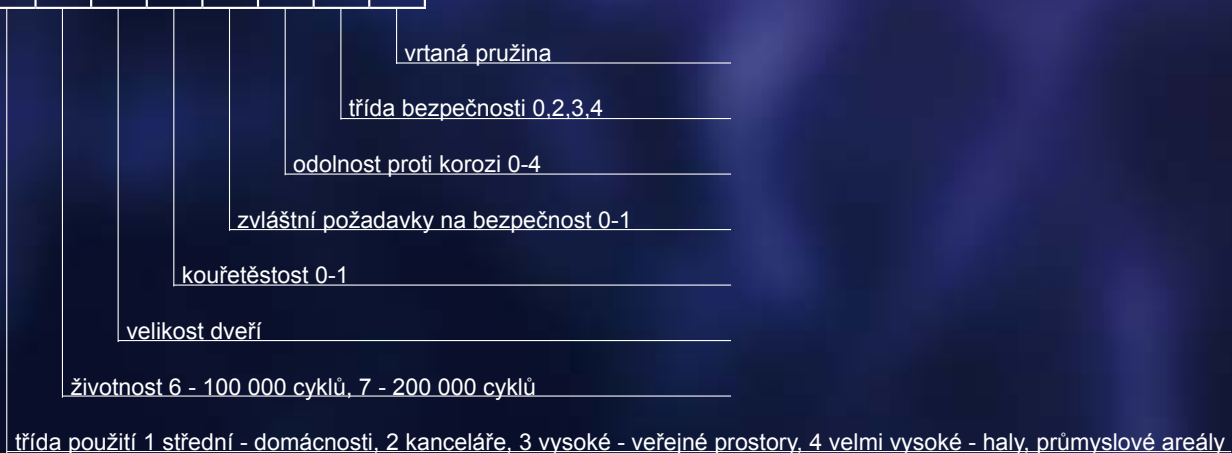 vrtaná pružina
třída bezpečnosti 0,2,3,4
odolnost proti korozi 0-4
zvláštní požadavky na bezpečnost 0-1
kouřetěstost 0-1
velikost dveří
životnost 6 - 100 000 cyklů, 7 - 200 000 cyklů
třída použití 1 střední - domácnosti, 2 kanceláře, 3 vysoké - veřejné prostory, 4 velmi vysoké - haly, průmyslové areály